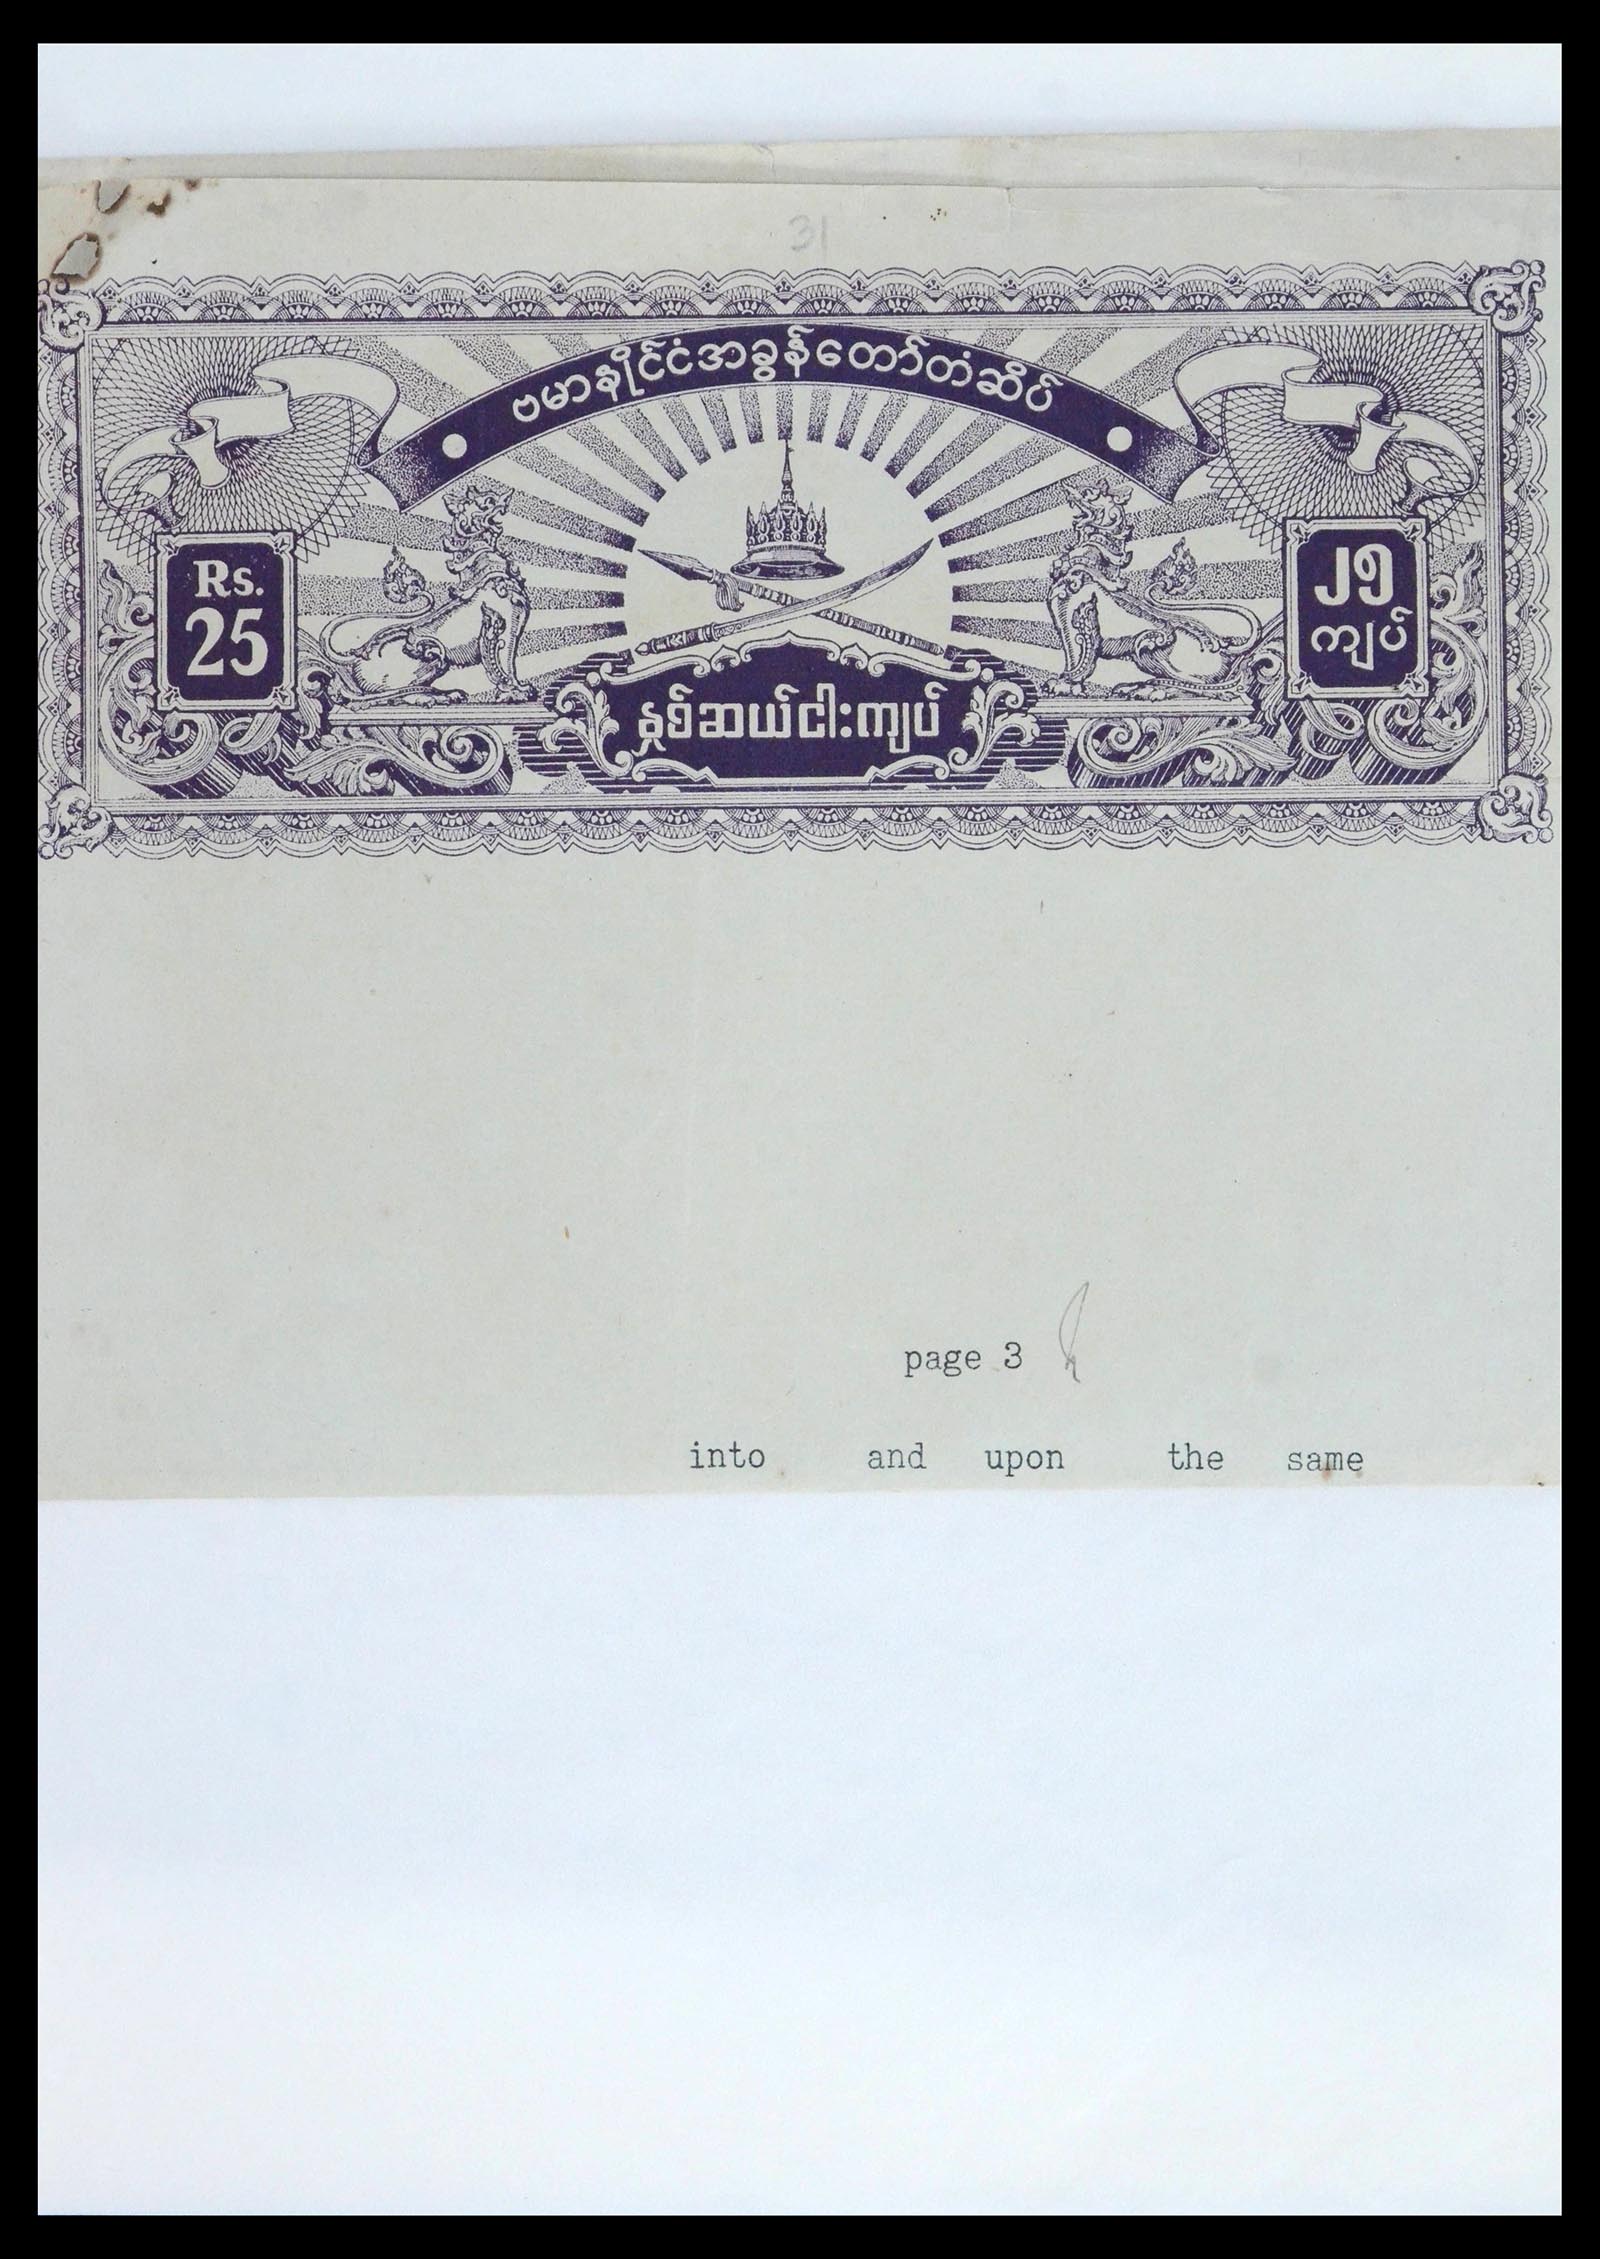 31
ဗမာနိုင်ငံအခွန်တော်တံဆိပ်
Rs.
25
၂၅
ကျပ်
နှစ်ဆယ်ငါးကျပ်
page 3
into and upon the same